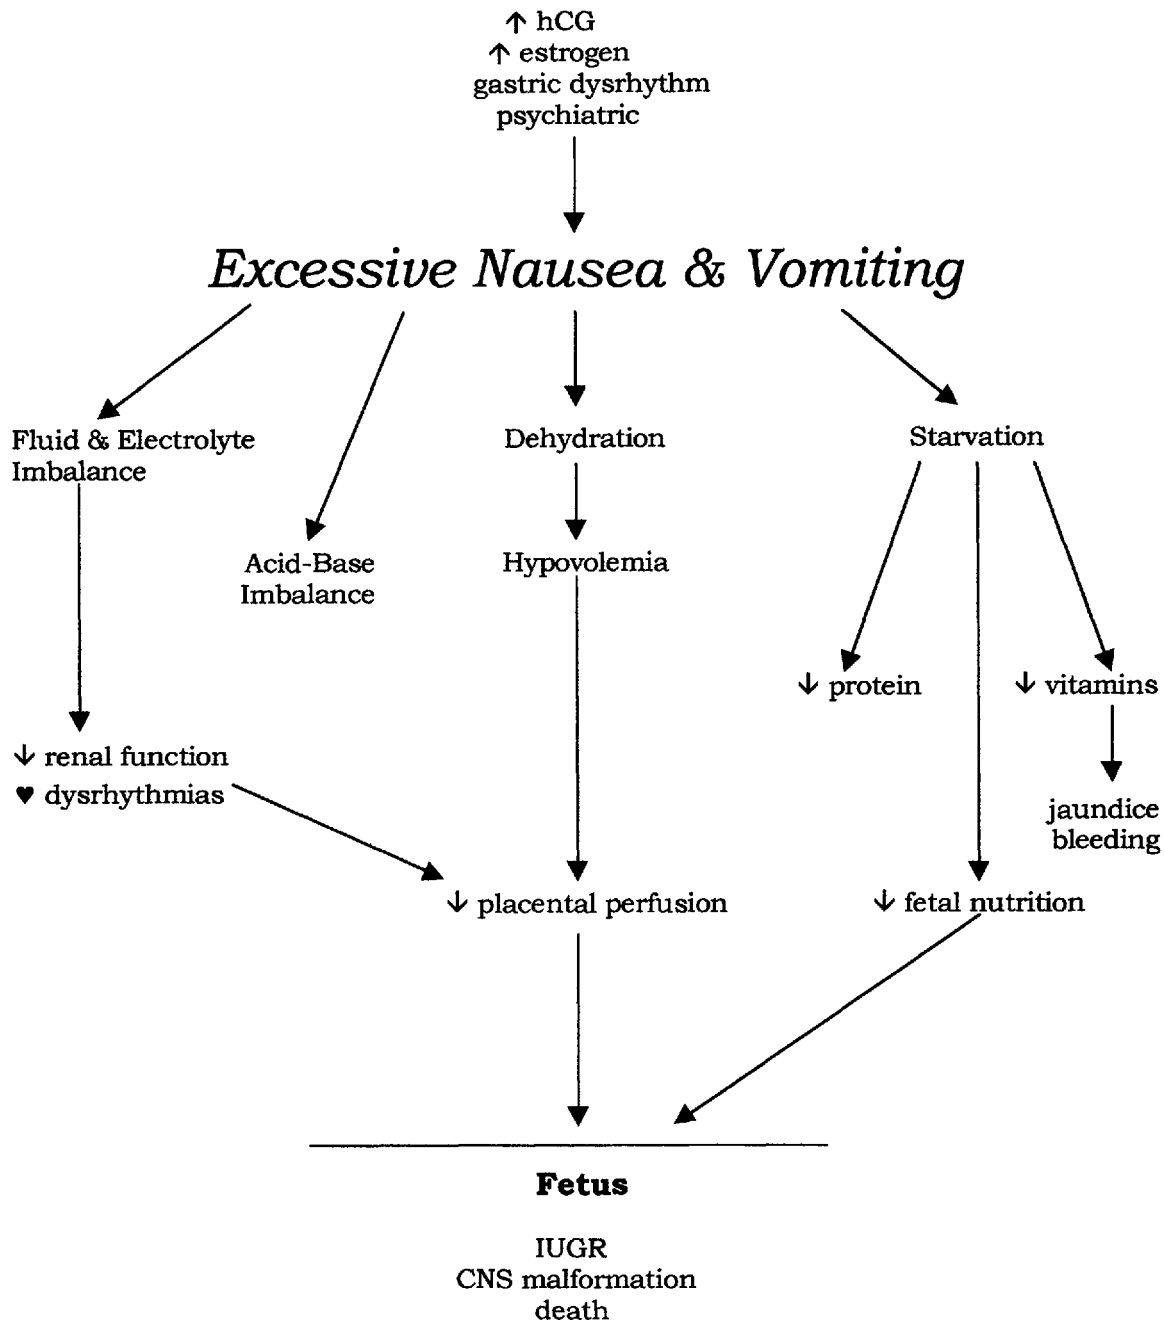 ↑ hCG
↑ estrogen
gastric dysrhythm
psychiatric
Excessive Nausea & Vomiting
Fluid & Electrolyte
Imbalance
Dehydration
Starvation
Acid-Base
Imbalance
Hypovolemia
↓ protein
↓ vitamins
↓ renal function
♥ dysrhythmias
jaundice
bleeding
↓ placental perfusion
↓ fetal nutrition
Fetus
IUGR
CNS malformation
death